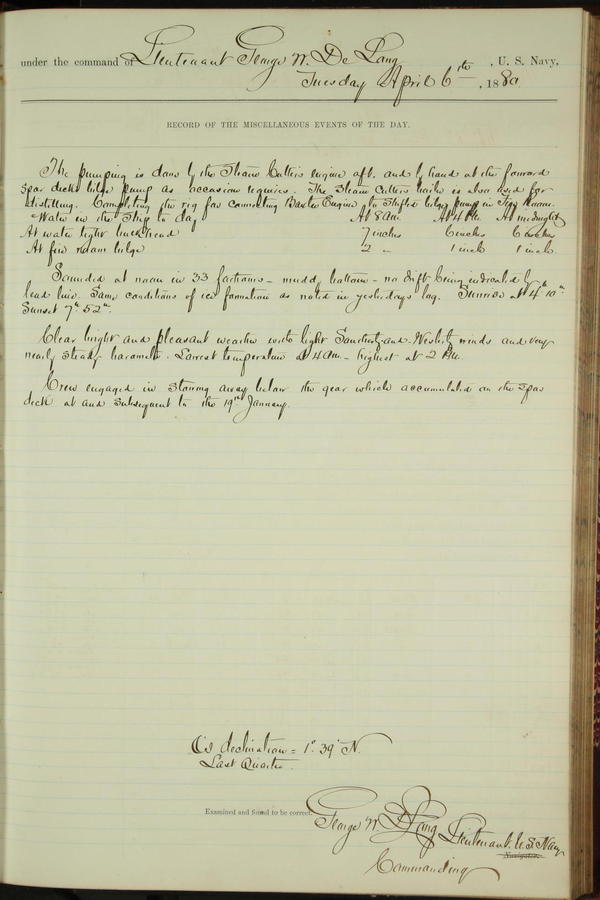 under the command of Lieutenant George W. De Long, U. S. Navy,
Tuesday April 6th, 1880
RECORD OF THE MISCELLANEOUS EVENTS OF THE DAY.
The pumping is done by the Steam Cutter's engine aft. and by hand at the forward
spar deck bilge pump as occasion requires. The Steam Cutters boiler is also used for
distilling. Completing the rig for connecting Baxter Engine to Sniftis bilge pump in Fire Room.
Water in the Ship to day At 8 am. At 4 P.M. At midnight
At water tight bulkhead 7 inches 6 inches 6 inches
At fire room bilge 2 " 1 inch 1 inch.
Sounded at noon in 33 fathoms - muddy bottom - no drift being indicated by
lead line. Same conditions of ice formation as noted in yesterdays log. Sunrise at 4h 10m
Sunset 7h 52m.
Clear bright and pleasant weather with light Southerly and Westerly winds and very
nearly steady barometer. Lowest temperature at 4 am - highest at 2 P.M.
Crew engaged in stowing away below the gear which accumulated on the spar
deck at and subsequent to the 19th January.
☾'s declination = 1° 39' N.
Last Quarter.
Examined and found to be correct.
George W. De Long Lieutenant U.S. Navy
Navigator.
Commanding